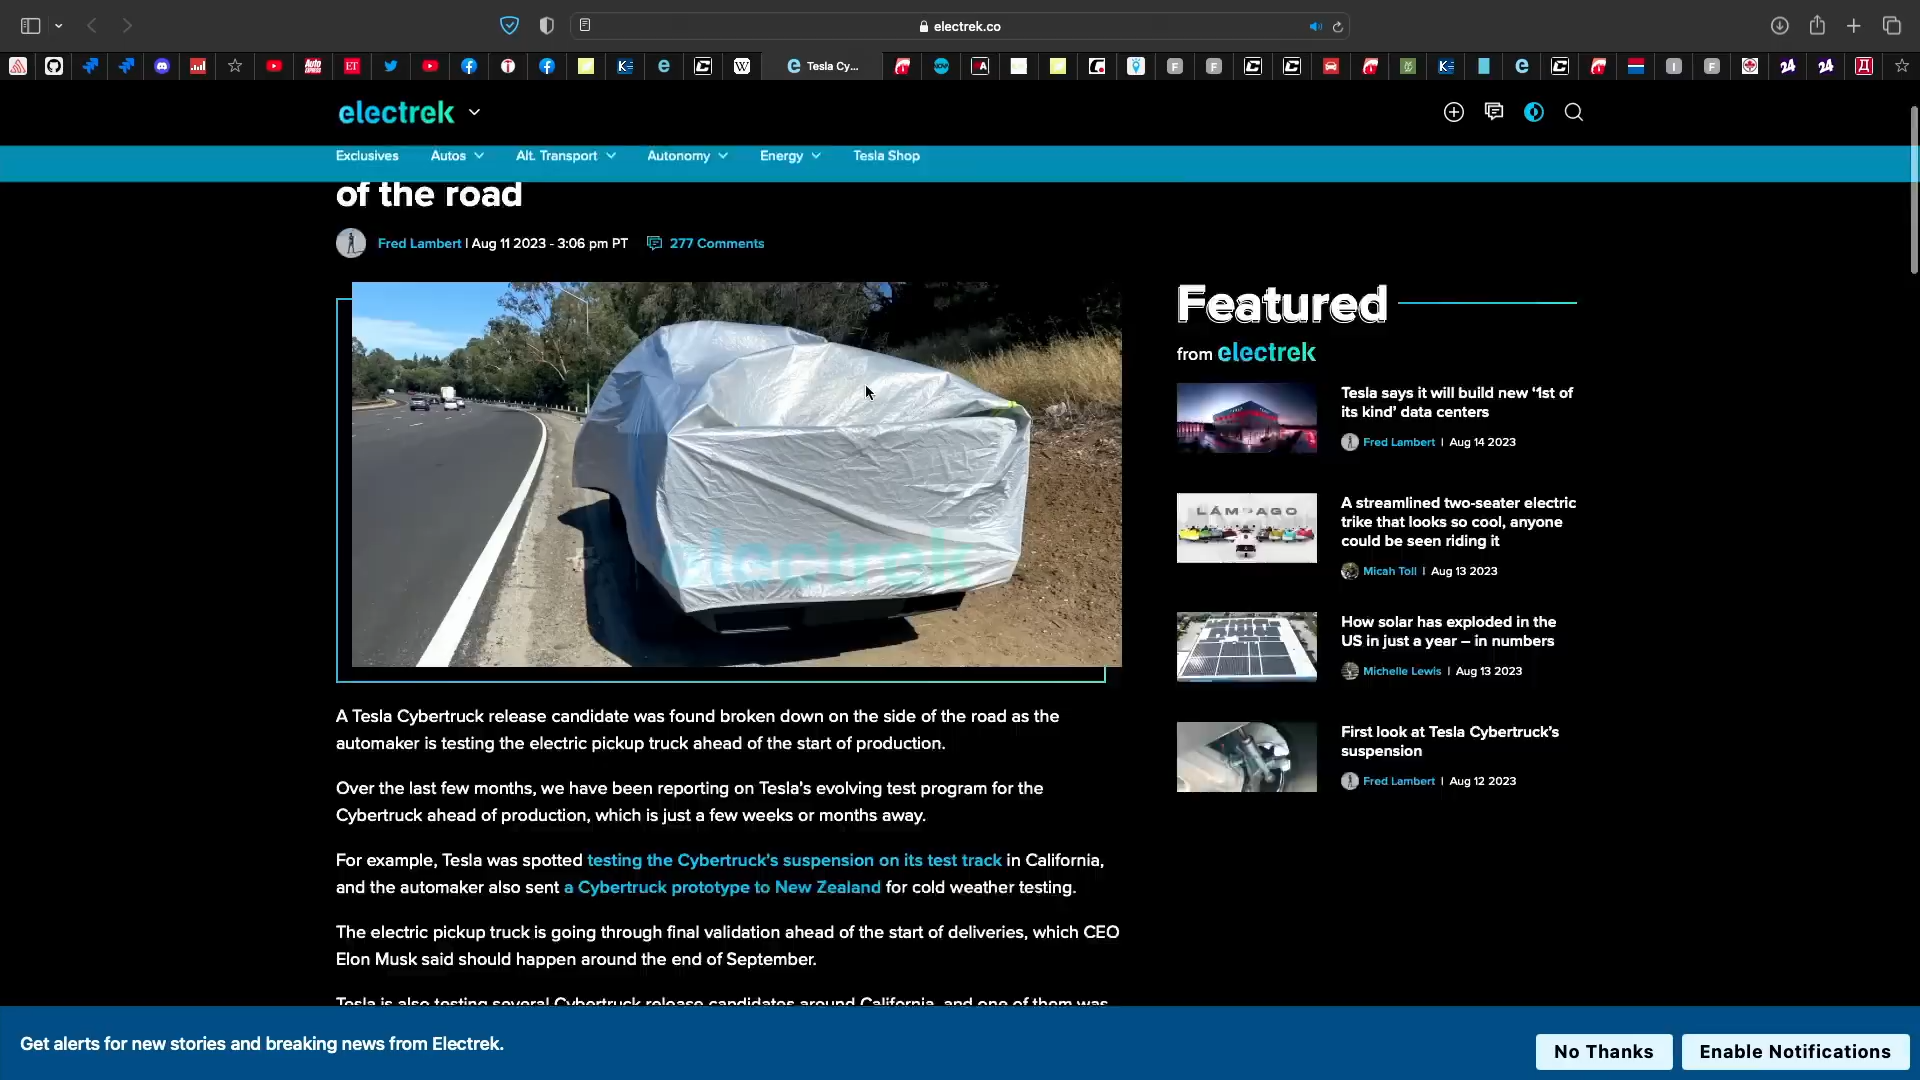 electrek.co
Tesla Cy...
electrek
Exclusives
Autos
Alt. Transport
Autonomy
Energy
Tesla Shop
of the road
Fred Lambert | Aug 11 2023 - 3:06 pm PT
277 Comments
electrek
A Tesla Cybertruck release candidate was found broken down on the side of the road as the
automaker is testing the electric pickup truck ahead of the start of production.
Over the last few months, we have been reporting on Tesla's evolving test program for the
Cybertruck ahead of production, which is just a few weeks or months away.
For example, Tesla was spotted testing the Cybertruck's suspension on its test track in California,
and the automaker also sent a Cybertruck prototype to New Zealand for cold weather testing.
The electric pickup truck is going through final validation ahead of the start of deliveries, which CEO
Elon Musk said should happen around the end of September.
Tesla is also testing several Cybertruck release candidates around California, and one of them was
Featured
from electrek
Tesla says it will build new ‘1st of
its kind’ data centers
Fred Lambert | Aug 14 2023
LÁMPAGO
A streamlined two-seater electric
trike that looks so cool, anyone
could be seen riding it
Micah Toll | Aug 13 2023
How solar has exploded in the
US in just a year – in numbers
Michelle Lewis | Aug 13 2023
First look at Tesla Cybertruck's
suspension
Fred Lambert | Aug 12 2023
Get alerts for new stories and breaking news from Electrek.
No Thanks
Enable Notifications